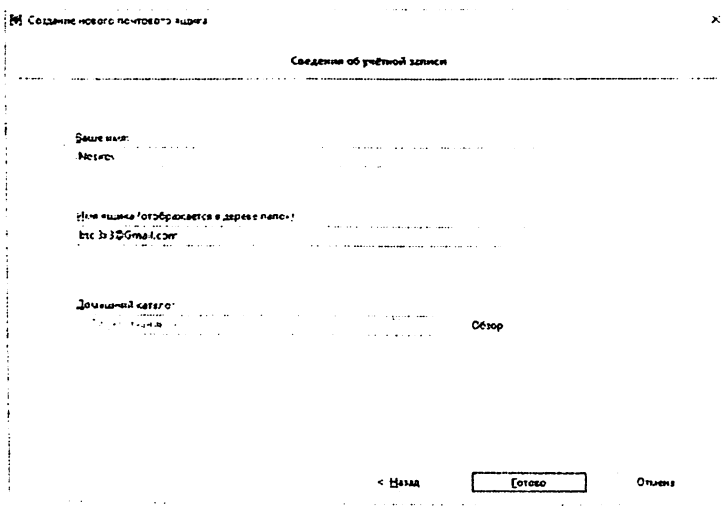 Создание нового почтового ящика
Сведения об учётной записи
Ваше имя:
Имя ящика (отображается в дереве папок):
Домашний каталог
Обзор
< Назад
Готово
Отмена